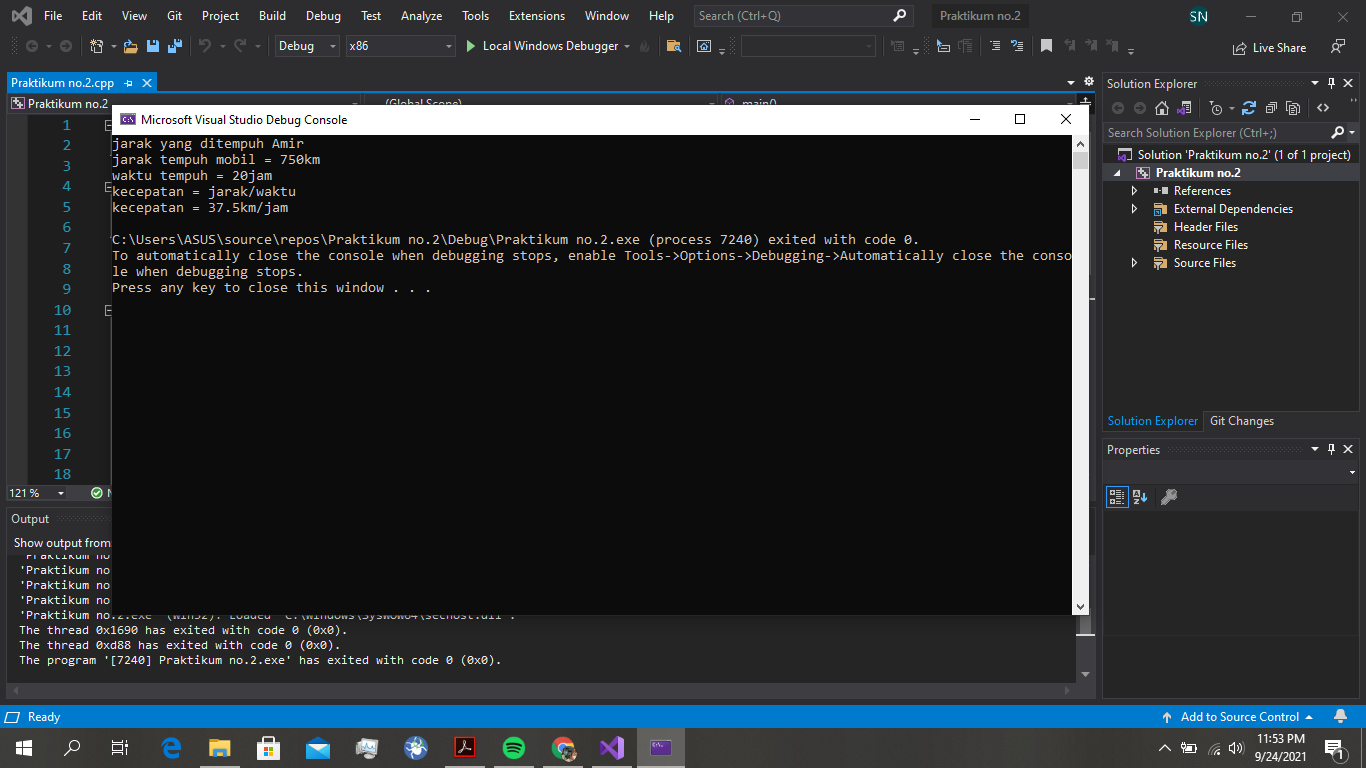 File Edit View Git Project Build Debug Test Analyze Tools Extensions Window Help Search (Ctrl+Q) Praktikum no.2 SN
Debug x86 Local Windows Debugger Live Share
Praktikum no.2.cpp
Praktikum no.2 (Global Scope) main()
1
2
3
4
5
6
7
8
9
10
11
12
13
14
15
16
17
18
Microsoft Visual Studio Debug Console
jarak yang ditempuh Amir
jarak tempuh mobil = 750km
waktu tempuh = 20jam
kecepatan = jarak/waktu
kecepatan = 37.5km/jam
C:\Users\ASUS\source\repos\Praktikum no.2\Debug\Praktikum no.2.exe (process 7240) exited with code 0.
To automatically close the console when debugging stops, enable Tools->Options->Debugging->Automatically close the conso
le when debugging stops.
Press any key to close this window . . .
121 % N
Output
Show output from
'Praktikum no
'Praktikum no
'Praktikum no
'Praktikum no
'Praktikum no.2.exe' (Win32): Loaded 'C:\Windows\SysWOW64\sechost.dll'.
The thread 0x1690 has exited with code 0 (0x0).
The thread 0xd88 has exited with code 0 (0x0).
The program '[7240] Praktikum no.2.exe' has exited with code 0 (0x0).
Solution Explorer
Search Solution Explorer (Ctrl+;)
Solution 'Praktikum no.2' (1 of 1 project)
Praktikum no.2
References
External Dependencies
Header Files
Resource Files
Source Files
Solution Explorer Git Changes
Properties
Ready Add to Source Control
11:53 PM
9/24/2021
1